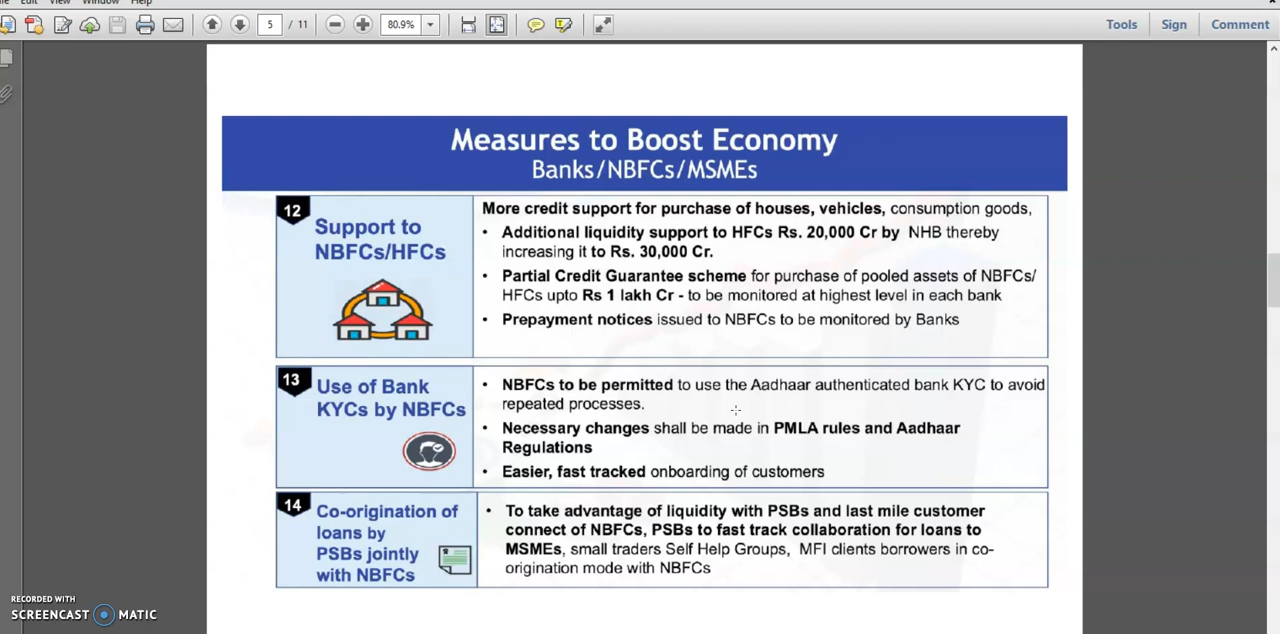 File Edit View Window Help
5 / 11
80.9%
Tools
Sign
Comment
Measures to Boost Economy
Banks/NBFCs/MSMEs
12
Support to
NBFCs/HFCs
More credit support for purchase of houses, vehicles, consumption goods,
• Additional liquidity support to HFCs Rs. 20,000 Cr by NHB thereby
increasing it to Rs. 30,000 Cr.
• Partial Credit Guarantee scheme for purchase of pooled assets of NBFCs/
HFCs upto Rs 1 lakh Cr - to be monitored at highest level in each bank
• Prepayment notices issued to NBFCs to be monitored by Banks
13
Use of Bank
KYCs by NBFCs
• NBFCs to be permitted to use the Aadhaar authenticated bank KYC to avoid
repeated processes.
• Necessary changes shall be made in PMLA rules and Aadhaar
Regulations
• Easier, fast tracked onboarding of customers
14
Co-origination of
loans by
PSBs jointly
with NBFCs
• To take advantage of liquidity with PSBs and last mile customer
connect of NBFCs, PSBs to fast track collaboration for loans to
MSMEs, small traders Self Help Groups, MFI clients borrowers in co-
origination mode with NBFCs
RECORDED WITH
SCREENCAST MATIC